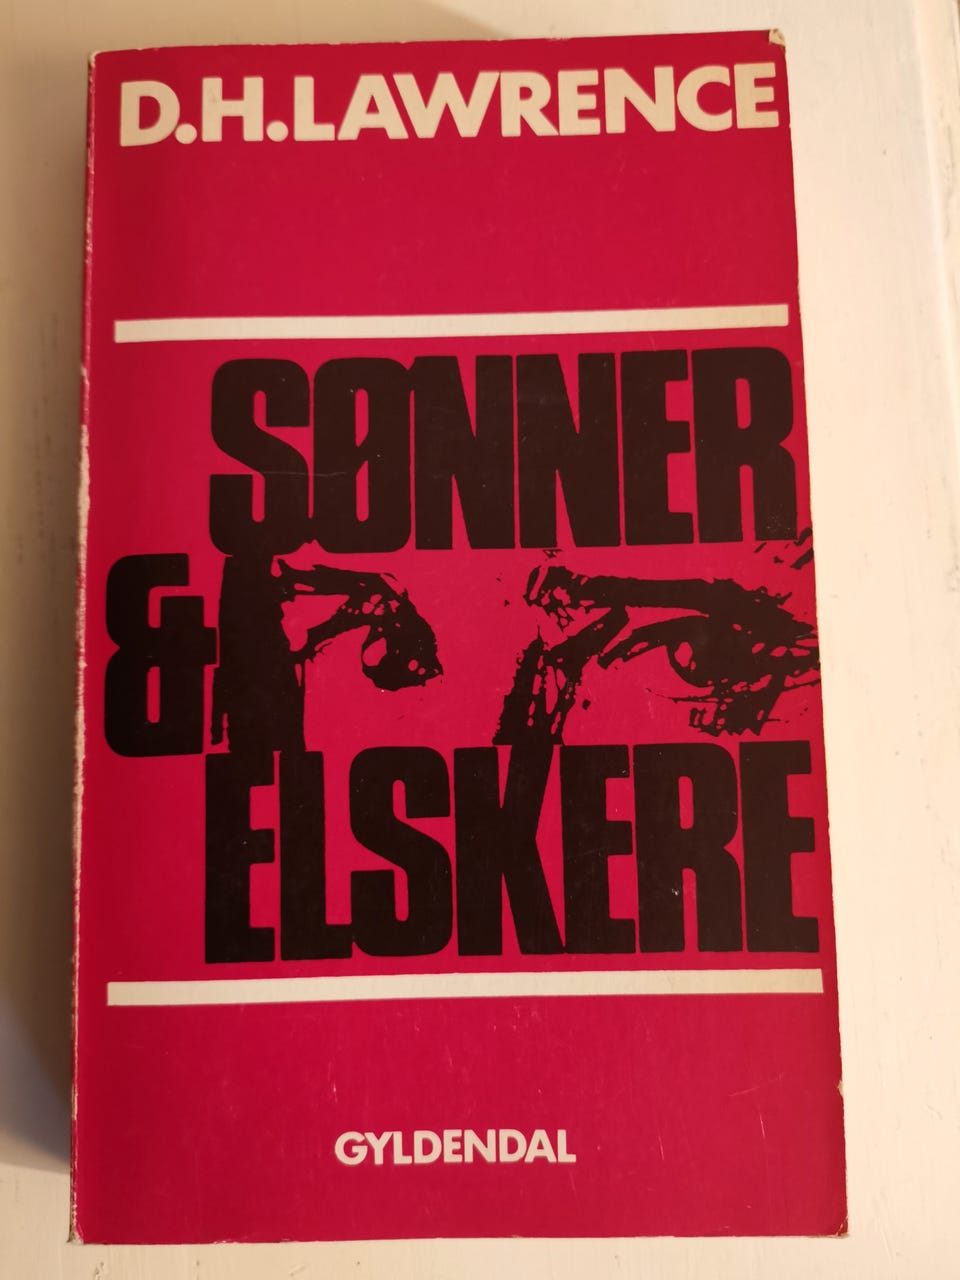 D.H.LAWRENCE
SØNNER
&
ELSKERE
GYLDENDAL